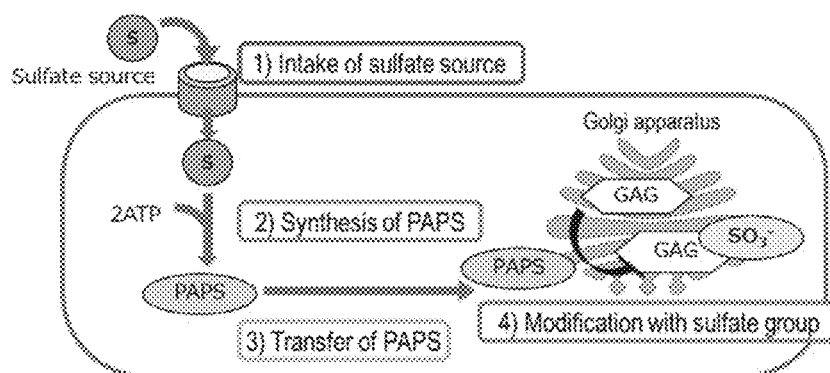 S
1) Intake of sulfate source
Sulfate source
Golgi apparatus
S
GAG
2ATP
2) Synthesis of PAPS
GAG
SO₃⁻
PAPS
PAPS
3) Transfer of PAPS
4) Modification with sulfate group